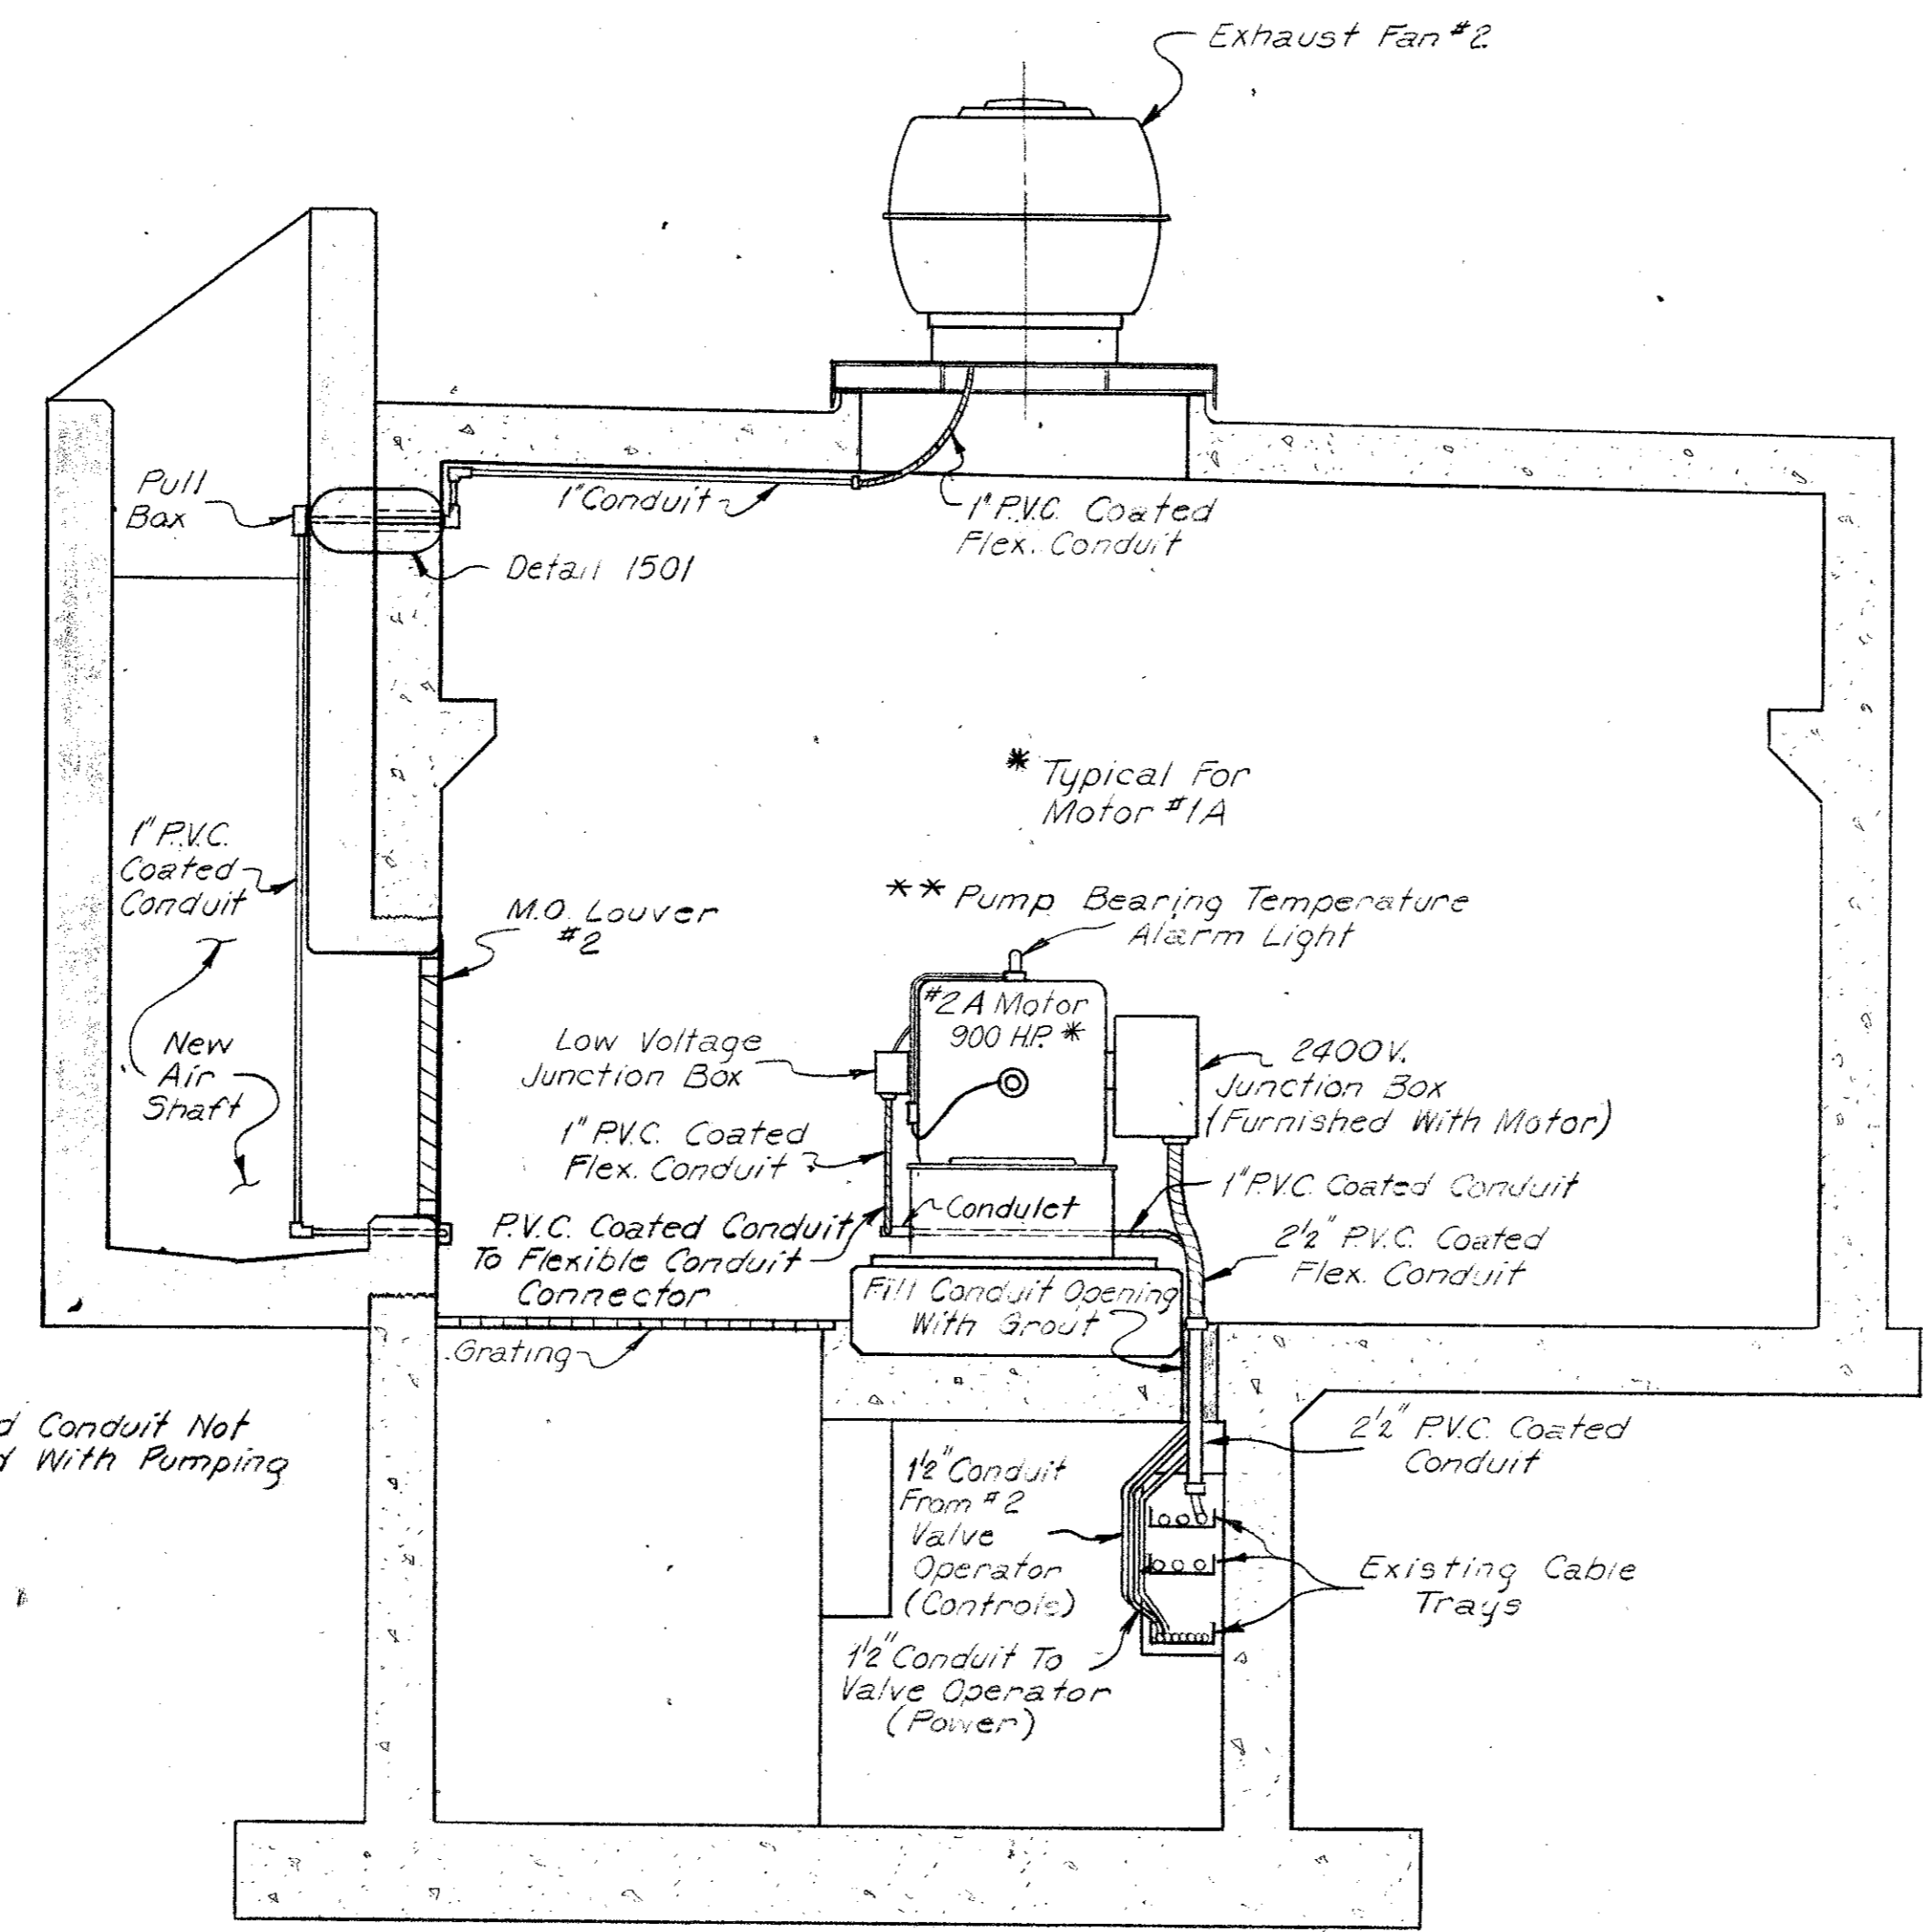 Exhaust Fan #2
Pull
Box
1" Conduit
1" P.V.C. Coated
Flex. Conduit
Detail 1501
* Typical For
Motor #1A
1" P.V.C.
Coated
Conduit
M.O. Louver
#2
** Pump Bearing Temperature
Alarm Light
#2A Motor
900 H.P. *
New
Air
Shaft
Low Voltage
Junction Box
2400V.
Junction Box
(Furnished With Motor)
1" P.V.C. Coated
Flex. Conduit
1" P.V.C. Coated Conduit
Condulet
P.V.C. Coated Conduit
To Flexible Conduit
Connector
2½" P.V.C. Coated
Flex. Conduit
Fill Conduit Opening
With Grout
Grating
d Conduit Not
d With Pumping
2½" P.V.C. Coated
Conduit
1½" Conduit
From #2
Valve
Operator
(Controls)
Existing Cable
Trays
1½" Conduit To
Valve Operator
(Power)